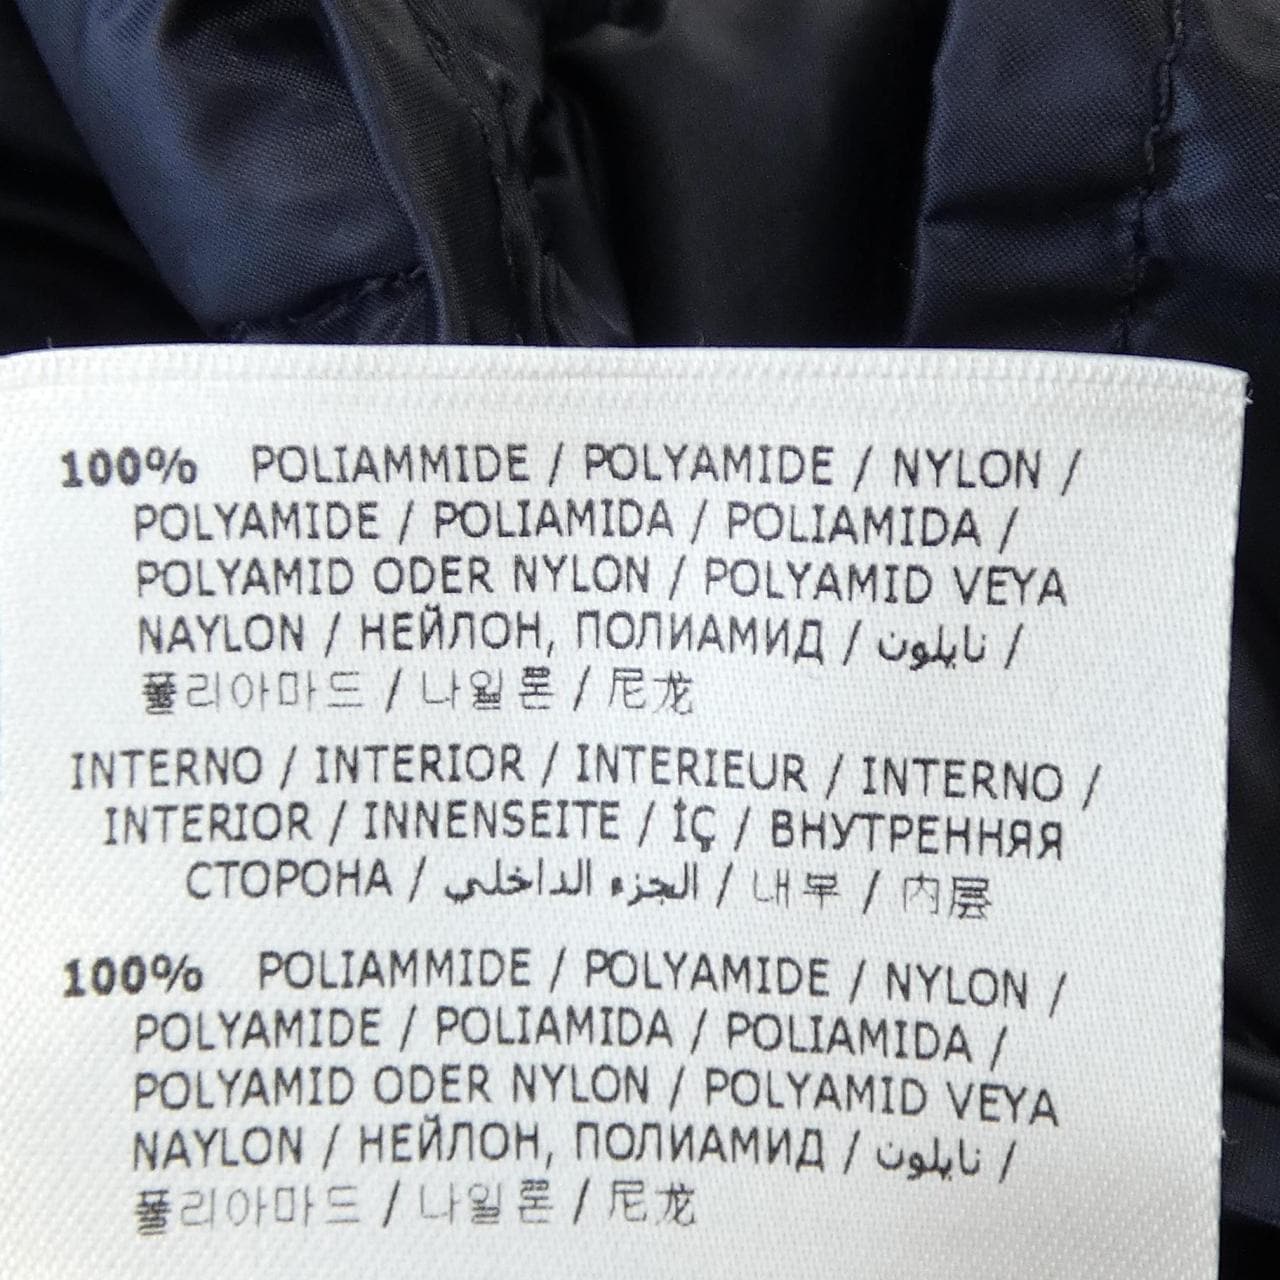 100% POLIAMMIDE / POLYAMIDE / NYLON /
POLYAMIDE / POLIAMIDA / POLIAMIDA /
POLYAMID ODER NYLON / POLYAMID VEYA
NAYLON / НЕЙЛОН, ПОЛИАМИД / نايلون /
폴리아마드 / 나일론 / 尼龙
INTERNO / INTERIOR / INTERIEUR / INTERNO /
INTERIOR / INNENSEITE / İÇ / ВНУТРЕННЯЯ
СТОРОНА / الجزء الداخلي / 내부 / 内层
100% POLIAMMIDE / POLYAMIDE / NYLON /
POLYAMIDE / POLIAMIDA / POLIAMIDA /
POLYAMID ODER NYLON / POLYAMID VEYA
NAYLON / НЕЙЛОН, ПОЛИАМИД / نايلون /
폴리아마드 / 나일론 / 尼龙